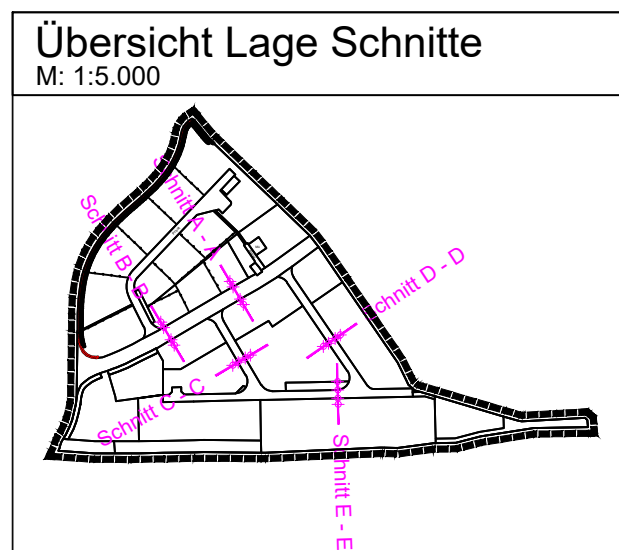 Übersicht Lage Schnitte
M: 1:5.000
Schnitt A - A
Schnitt B - B
Schnitt D - D
Schnitt C - C
Schnitt E - E